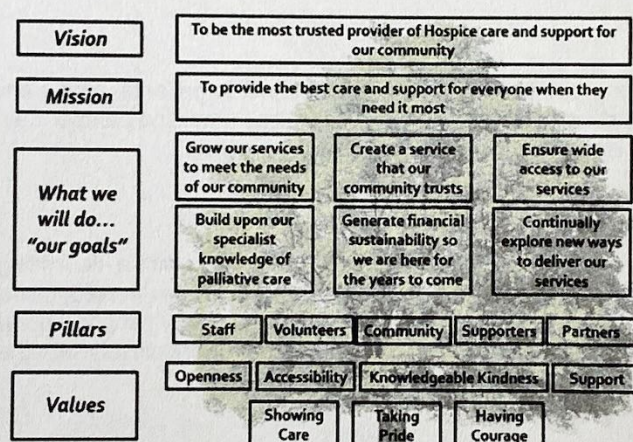 Vision
To be the most trusted provider of Hospice care and support for
our community
Mission
To provide the best care and support for everyone when they
need it most
What we
will do...
"our goals"
Grow our services
to meet the needs
of our community
Create a service
that our
community trusts
Ensure wide
access to our
services
Build upon our
specialist
knowledge of
palliative care
Generate financial
sustainability so
we are here for
the years to come
Continually
explore new ways
to deliver our
services
Pillars
Staff
Volunteers
Community
Supporters
Partners
Values
Openness
Accessibility
Knowledgeable Kindness
Support
Showing
Care
Taking
Pride
Having
Courage